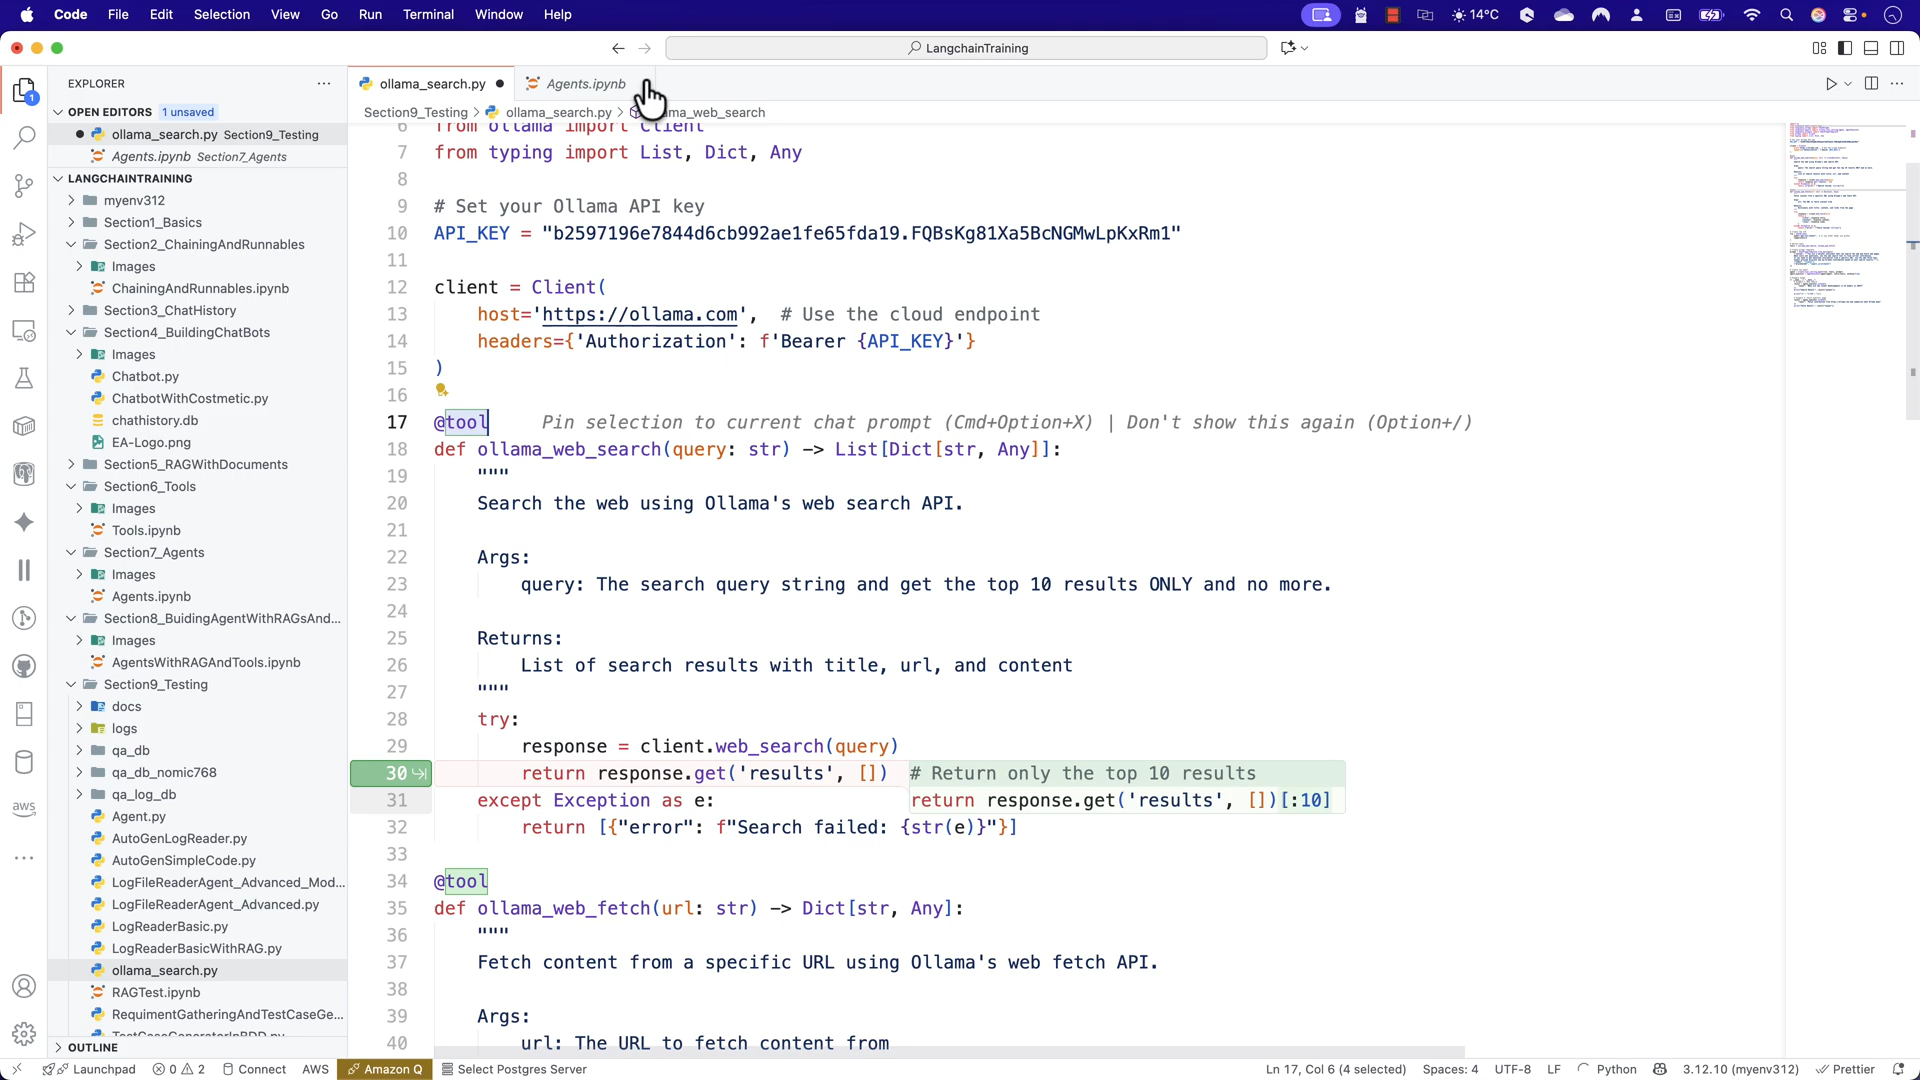 Code File Edit Selection View Go Run Terminal Window Help
14°C
LangchainTraining
EXPLORER
OPEN EDITORS 1 unsaved
ollama_search.py Section9_Testing
Agents.ipynb Section7_Agents
LANGCHAINTRAINING
myenv312
Section1_Basics
Section2_ChainingAndRunnables
Images
ChainingAndRunnables.ipynb
Section3_ChatHistory
Section4_BuildingChatBots
Images
Chatbot.py
ChatbotWithCostmetic.py
chathistory.db
EA-Logo.png
Section5_RAGWithDocuments
Section6_Tools
Images
Tools.ipynb
Section7_Agents
Images
Agents.ipynb
Section8_BuidingAgentWithRAGsAnd...
Images
AgentsWithRAGAndTools.ipynb
Section9_Testing
docs
logs
qa_db
qa_db_nomic768
qa_log_db
Agent.py
AutoGenLogReader.py
AutoGenSimpleCode.py
LogFileReaderAgent_Advanced_Mod...
LogFileReaderAgent_Advanced.py
LogReaderBasic.py
LogReaderBasicWithRAG.py
ollama_search.py
RAGTest.ipynb
RequimentGatheringAndTestCaseGe...
TestCaseGeneratorInBDD.py
OUTLINE
ollama_search.py
Agents.ipynb
Section9_Testing > ollama_search.py > ma_web_search
6 from ollama import Client
7 from typing import List, Dict, Any
8
9 # Set your Ollama API key
10 API_KEY = "b2597196e7844d6cb992ae1fe65fda19.FQBsKg81Xa5BcNGMwLpKxRm1"
11
12 client = Client(
13 host='https://ollama.com', # Use the cloud endpoint
14 headers={'Authorization': f'Bearer {API_KEY}'}
15 )
16
17 @tool Pin selection to current chat prompt (Cmd+Option+X) | Don't show this again (Option+/)
18 def ollama_web_search(query: str) -> List[Dict[str, Any]]:
19 """
20 Search the web using Ollama's web search API.
21
22 Args:
23 query: The search query string and get the top 10 results ONLY and no more.
24
25 Returns:
26 List of search results with title, url, and content
27 """
28 try:
29 response = client.web_search(query)
30 return response.get('results', []) # Return only the top 10 results
31 except Exception as e: return response.get('results', [])[:10]
32 return [{"error": f"Search failed: {str(e)}"}]
33
34 @tool
35 def ollama_web_fetch(url: str) -> Dict[str, Any]:
36 """
37 Fetch content from a specific URL using Ollama's web fetch API.
38
39 Args:
40 url: The URL to fetch content from
Launchpad 0 2 Connect AWS Amazon Q Select Postgres Server Ln 17, Col 6 (4 selected) Spaces: 4 UTF-8 LF Python 3.12.10 (myenv312) Prettier